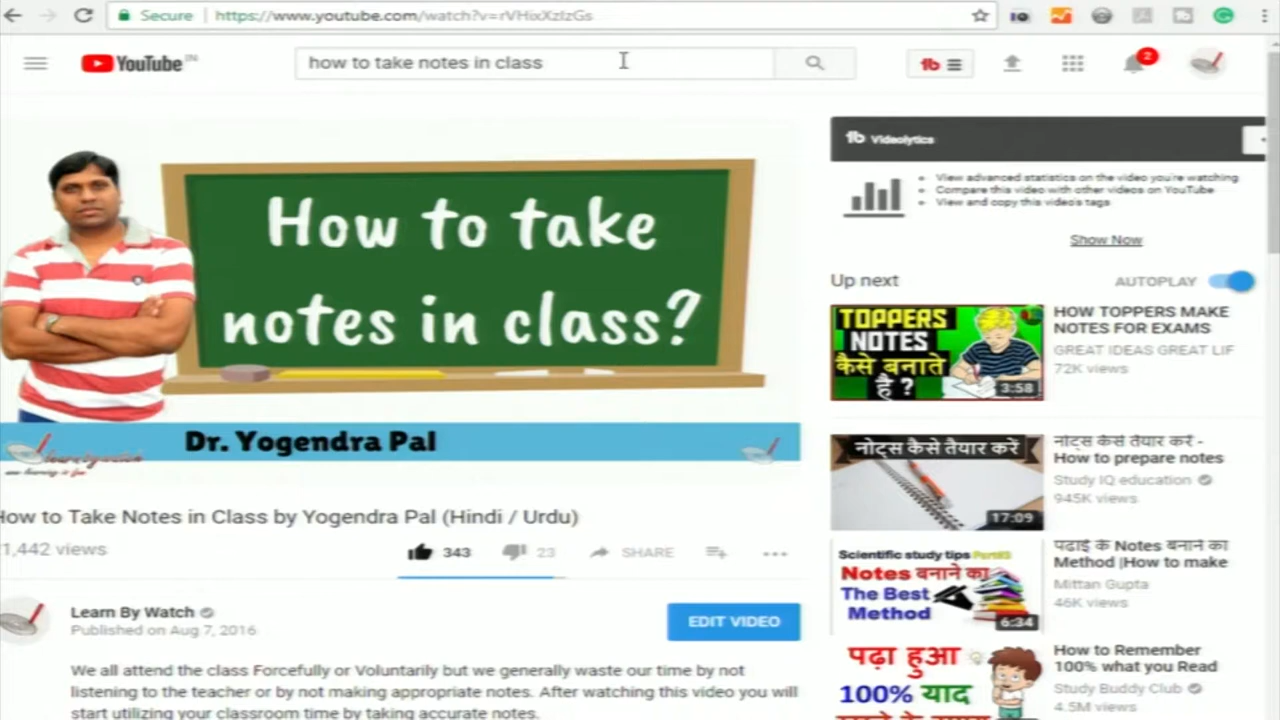 Secure
https://www.youtube.com/watch?v=rVHixXzIzGs
YouTube IN
how to take notes in class
2
How to take
notes in class?
Dr. Yogendra Pal
How to Take Notes in Class by Yogendra Pal (Hindi / Urdu)
1,442 views
343
23
SHARE
Learn By Watch
Published on Aug 7, 2016
EDIT VIDEO
We all attend the class Forcefully or Voluntarily but we generally waste our time by not
listening to the teacher or by not making appropriate notes. After watching this video you will
start utilizing your classroom time by taking accurate notes.
Videolytics
View advanced statistics on the video you're watching
Compare this video with other videos on YouTube
View and copy this video's tags
Show Now
Up next
AUTOPLAY
TOPPERS
NOTES
कैसे बनाते
है ?
3:58
HOW TOPPERS MAKE
NOTES FOR EXAMS
GREAT IDEAS GREAT LIF
72K views
नोट्स कैसे तैयार करें
17:09
नोट्स कैसे तैयार करें -
How to prepare notes
Study IQ education
945K views
Scientific study tips Part#3
Notes बनाने का
The Best
Method
6:34
पढाई के Notes बनाने का
Method |How to make
Mittan Gupta
46K views
पढ़ा हुआ
100% याद
How to Remember
100% what you Read
Study Buddy Club
4.5M views